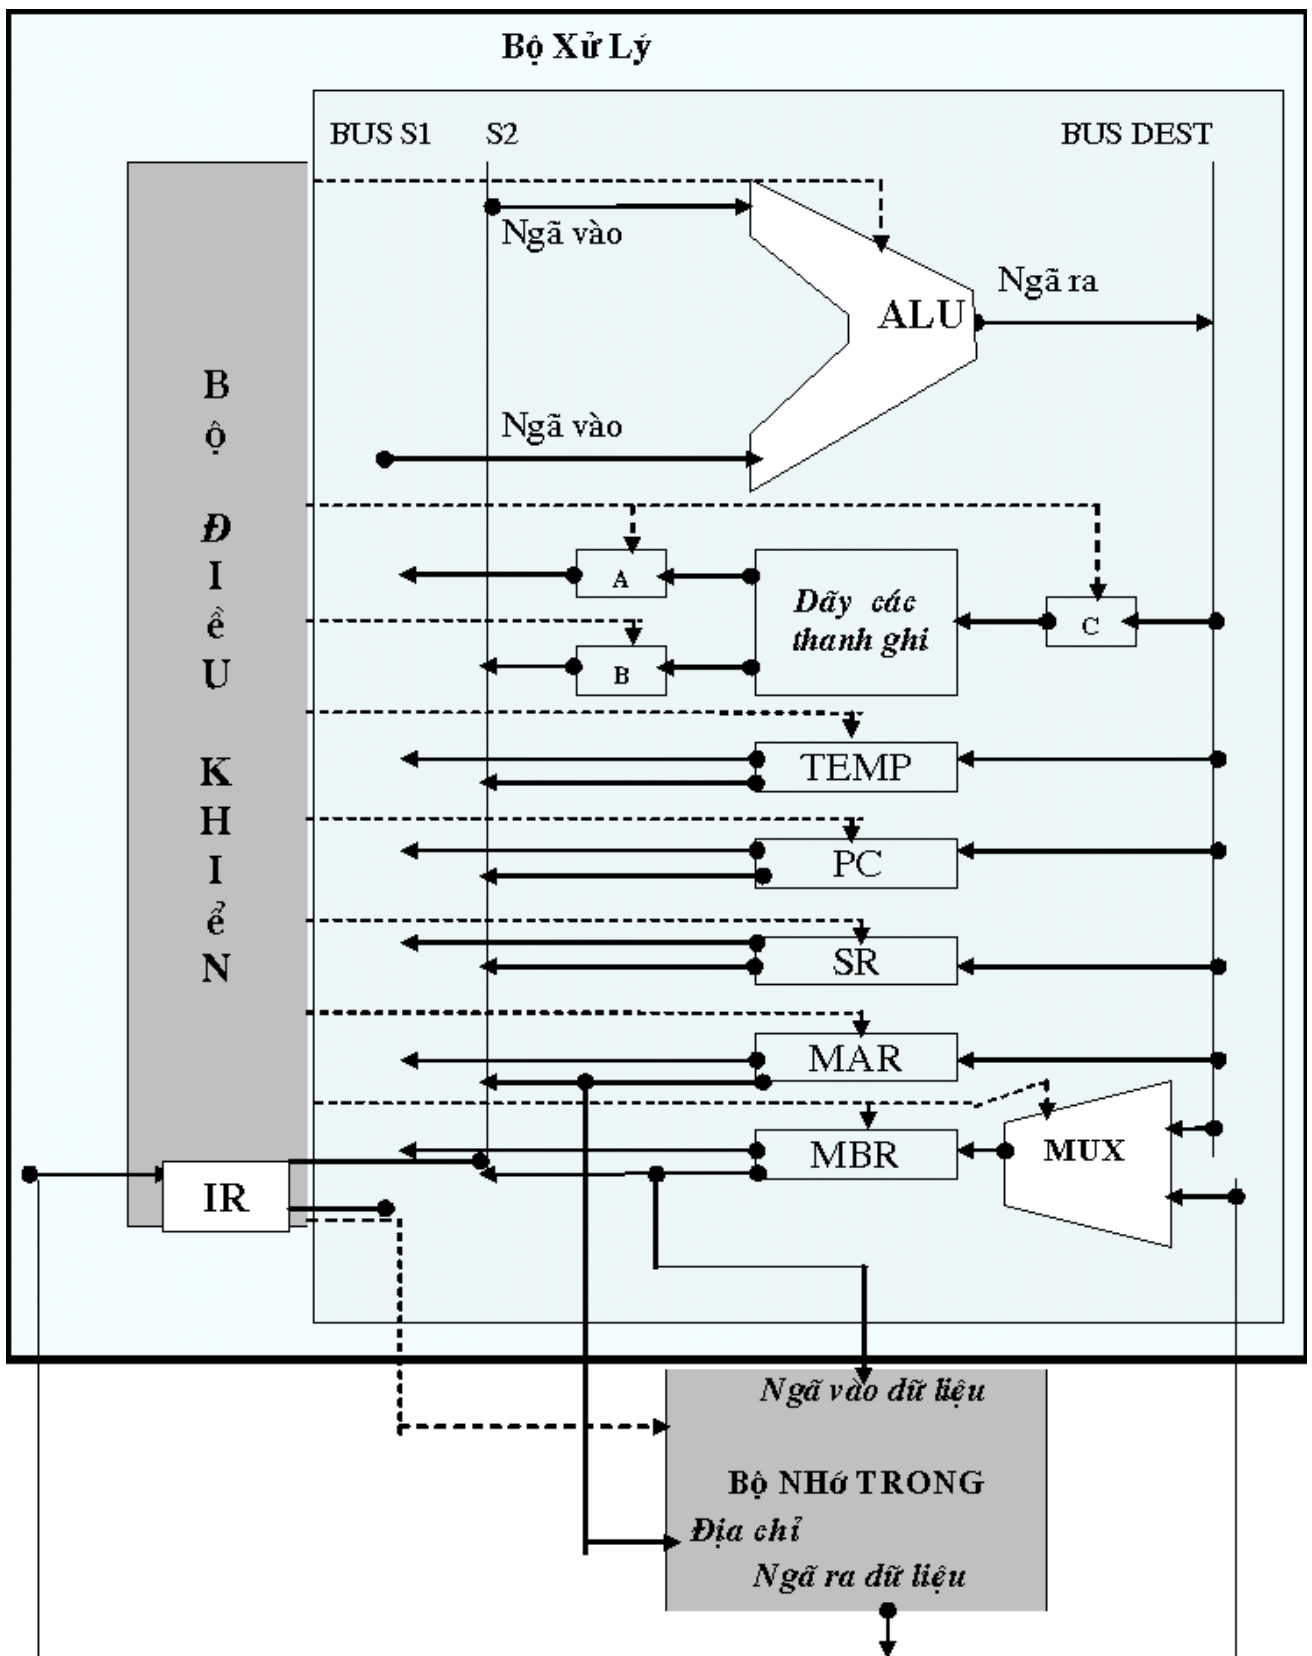 Bộ Xử Lý
BUS S1
S2
BUS DEST
Ngã vào
Ngã ra
ALU
Ngã vào
B
ộ
Đ
I
ề
U
K
H
I
ể
N
A
Dãy các
thanh ghi
C
B
TEMP
PC
SR
MAR
MBR
MUX
IR
Ngã vào dữ liệu
Bộ NHớ TRONG
Địa chỉ
Ngã ra dữ liệu